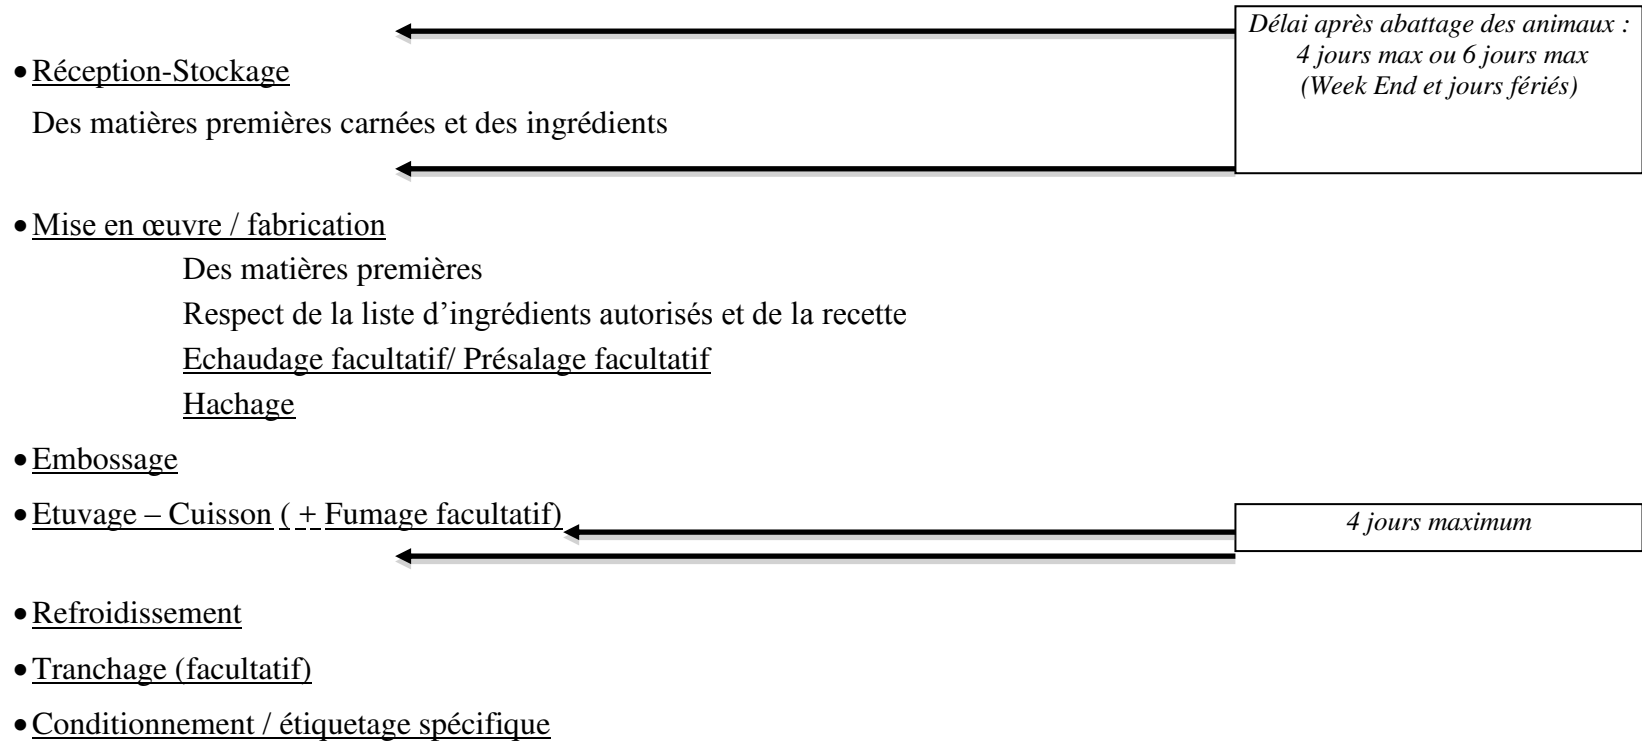 Délai après abattage des animaux :
4 jours max ou 6 jours max
(Week End et jours fériés)
• Réception-Stockage
Des matières premières carnées et des ingrédients
• Mise en œuvre / fabrication
Des matières premières
Respect de la liste d’ingrédients autorisés et de la recette
Echaudage facultatif/ Présalage facultatif
Hachage
• Embossage
• Etuvage – Cuisson ( + Fumage facultatif)
4 jours maximum
• Refroidissement
• Tranchage (facultatif)
• Conditionnement / étiquetage spécifique